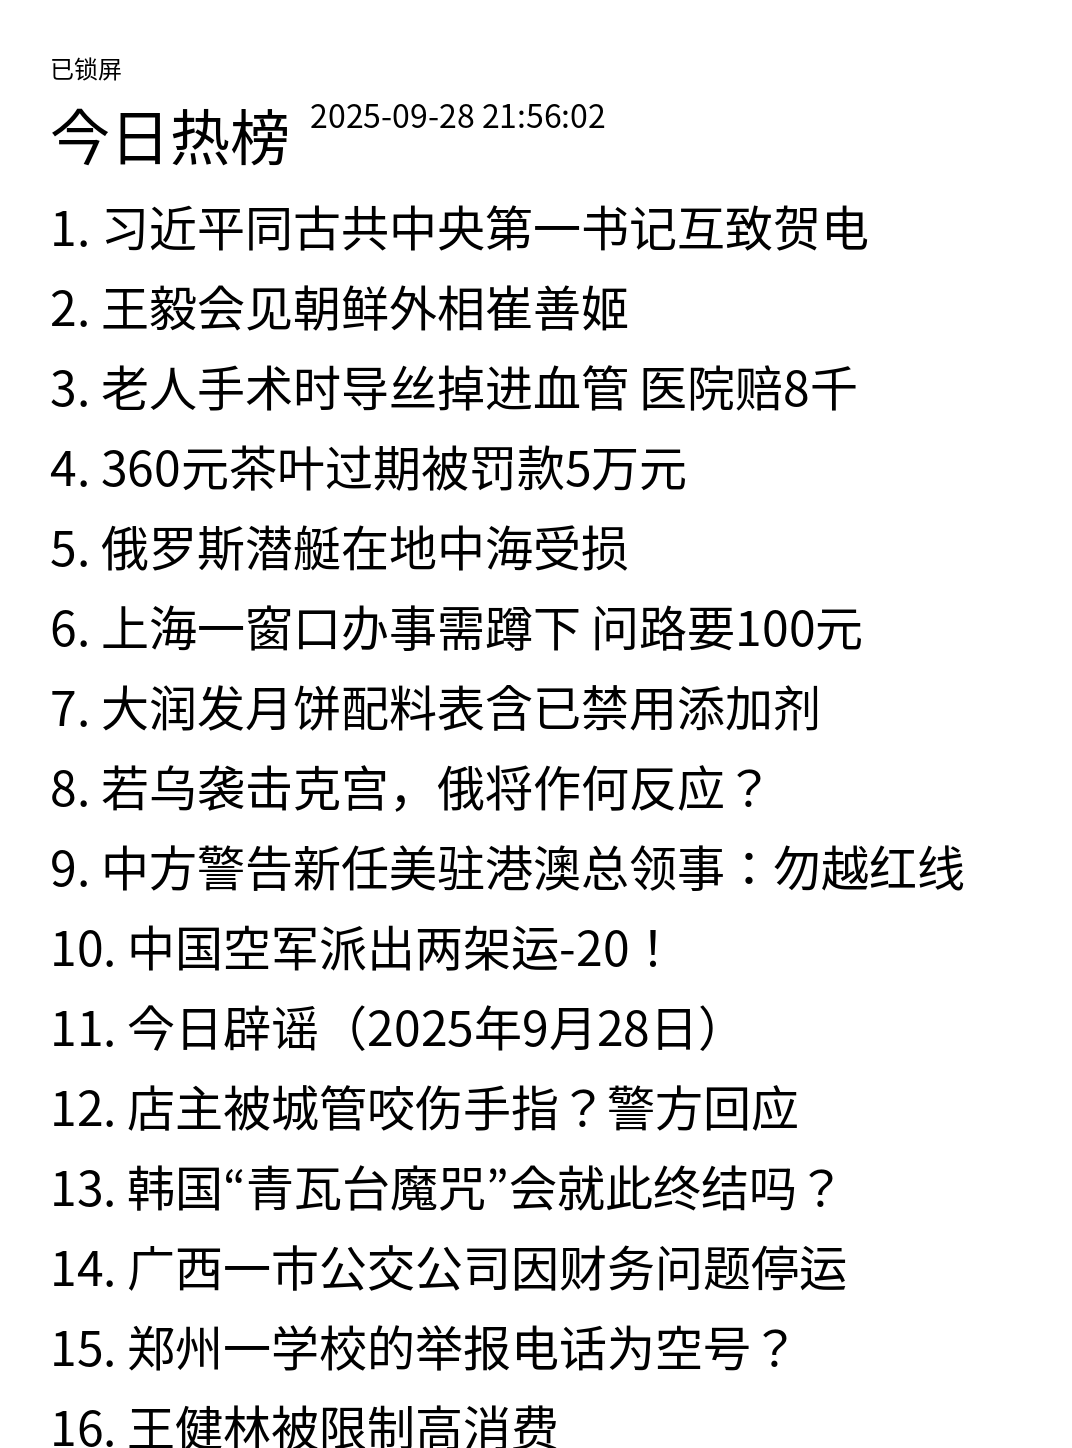 已锁屏
今日热榜 2025-09-28 21:56:02
1. 习近平同古共中央第一书记互致贺电
2. 王毅会见朝鲜外相崔善姬
3. 老人手术时导丝掉进血管 医院赔8千
4. 360元茶叶过期被罚款5万元
5. 俄罗斯潜艇在地中海受损
6. 上海一窗口办事需蹲下 问路要100元
7. 大润发月饼配料表含已禁用添加剂
8. 若乌袭击克宫，俄将作何反应？
9. 中方警告新任美驻港澳总领事：勿越红线
10. 中国空军派出两架运-20！
11. 今日辟谣（2025年9月28日）
12. 店主被城管咬伤手指？警方回应
13. 韩国“青瓦台魔咒”会就此终结吗？
14. 广西一市公交公司因财务问题停运
15. 郑州一学校的举报电话为空号？
16. 王健林被限制高消费